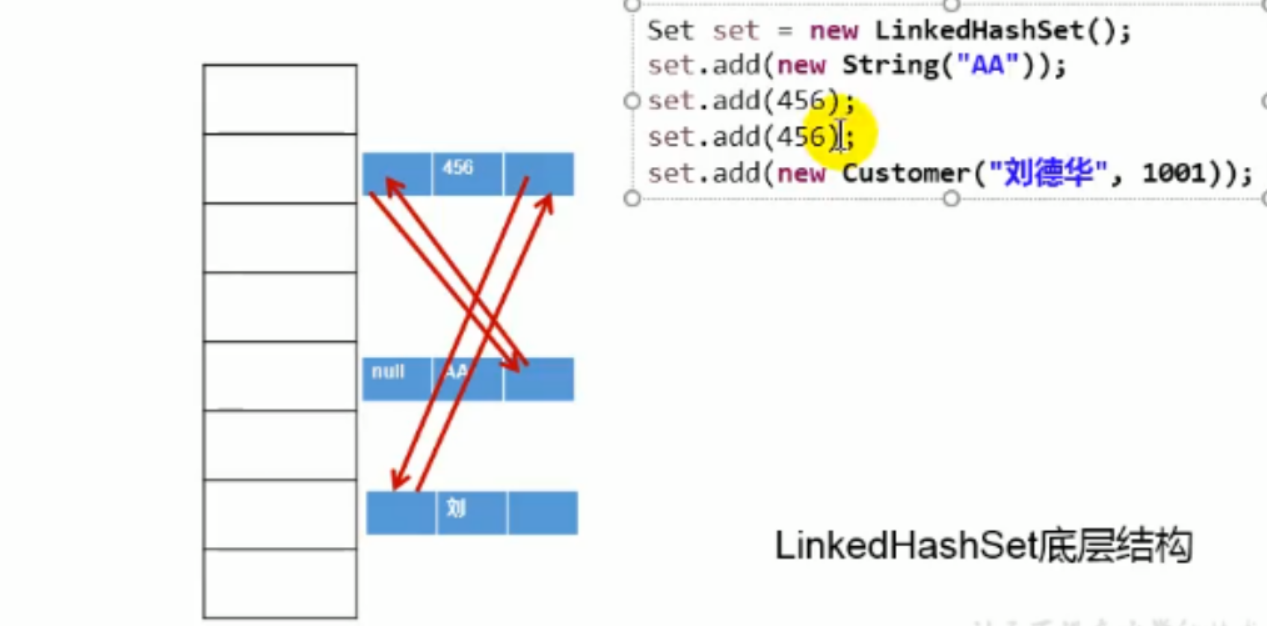 Set set = new LinkedHashSet();
set.add(new String("AA"));
set.add(456);
set.add(456);
set.add(new Customer("刘德华", 1001));
456
null AA
刘
LinkedHashSet底层结构